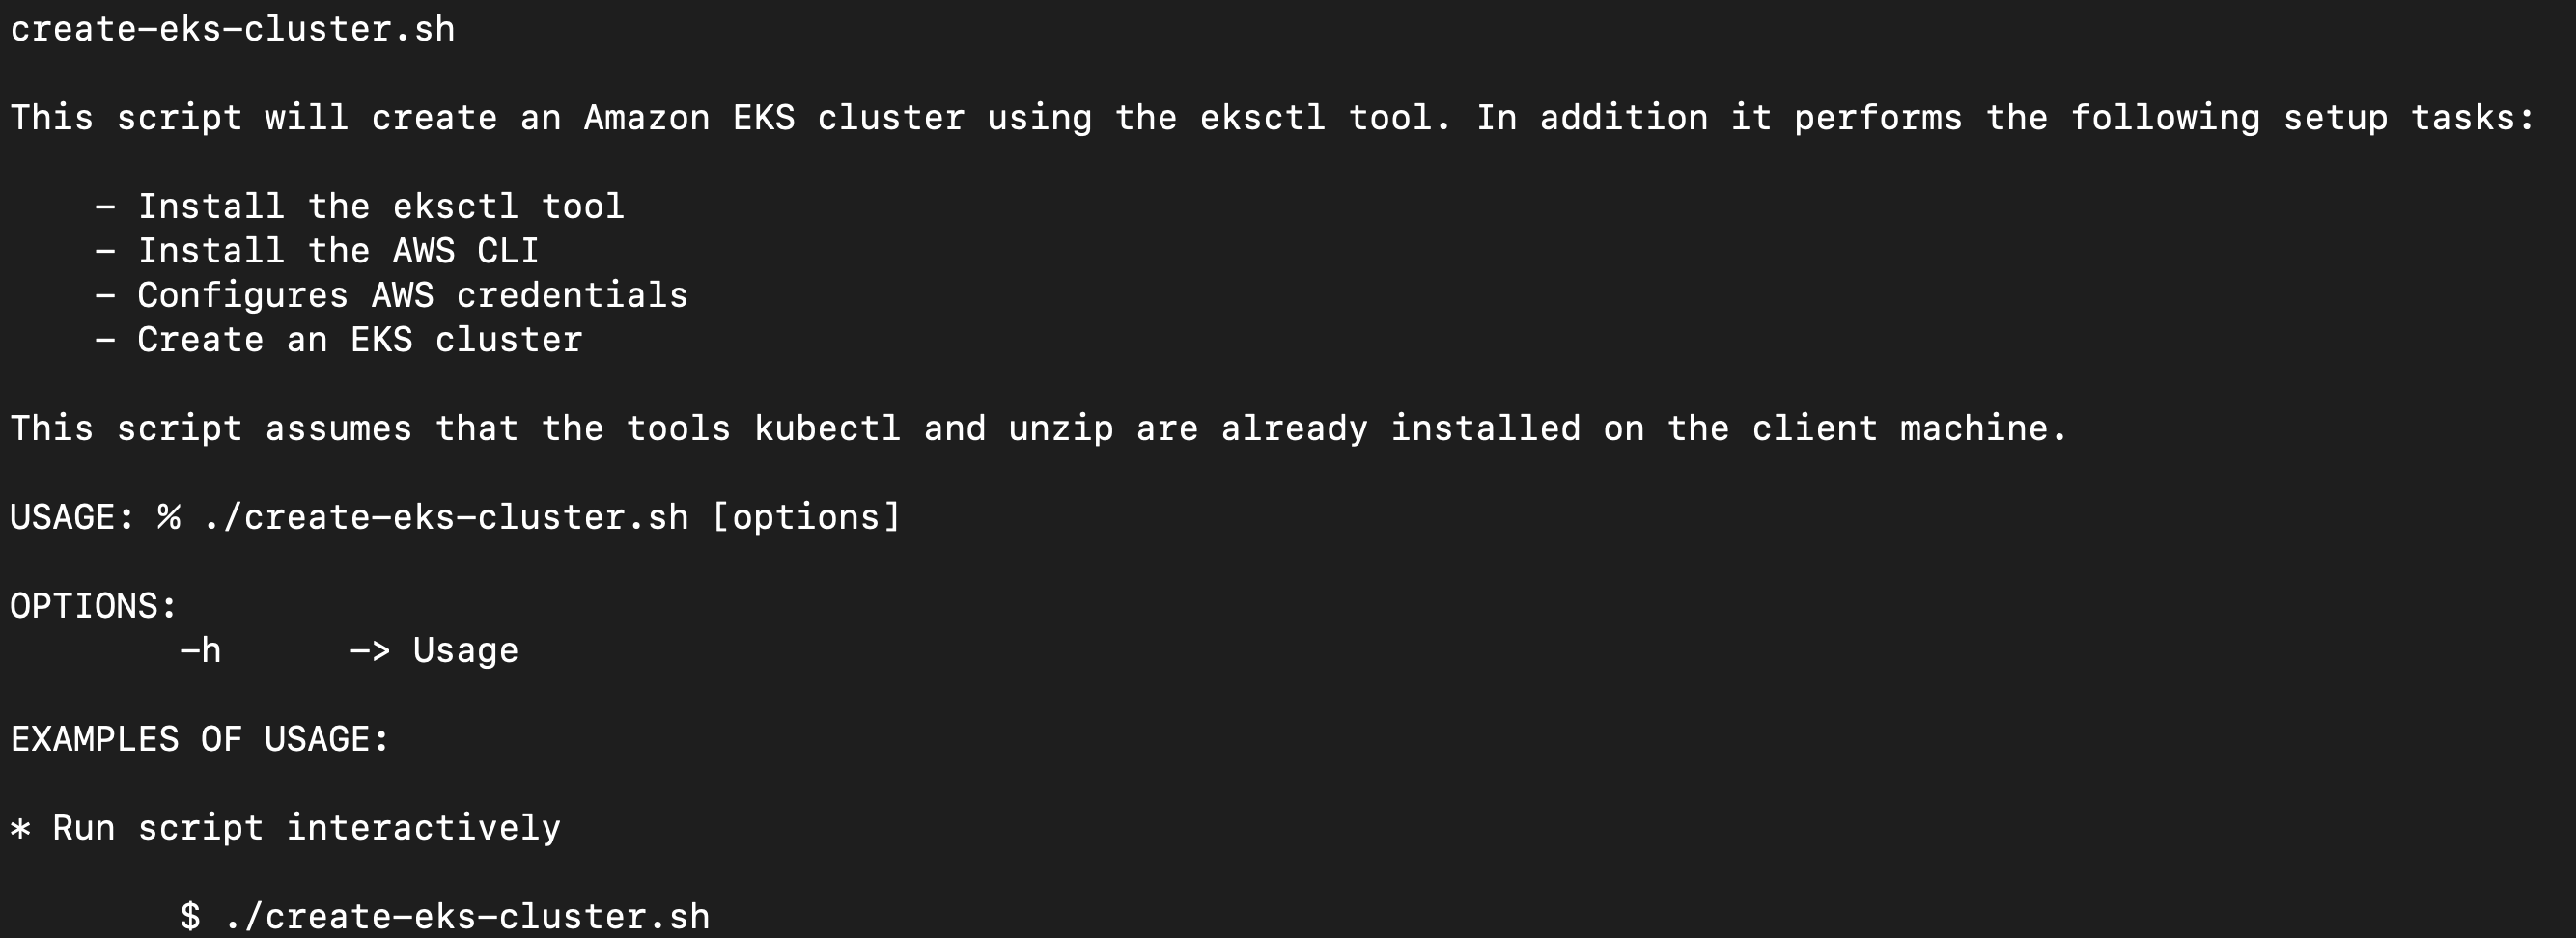 create-eks-cluster.sh
This script will create an Amazon EKS cluster using the eksctl tool. In addition it performs the following setup tasks:
- Install the eksctl tool
- Install the AWS CLI
- Configures AWS credentials
- Create an EKS cluster
This script assumes that the tools kubectl and unzip are already installed on the client machine.
USAGE: % ./create-eks-cluster.sh [options]
OPTIONS:
-h -> Usage
EXAMPLES OF USAGE:
* Run script interactively
$ ./create-eks-cluster.sh